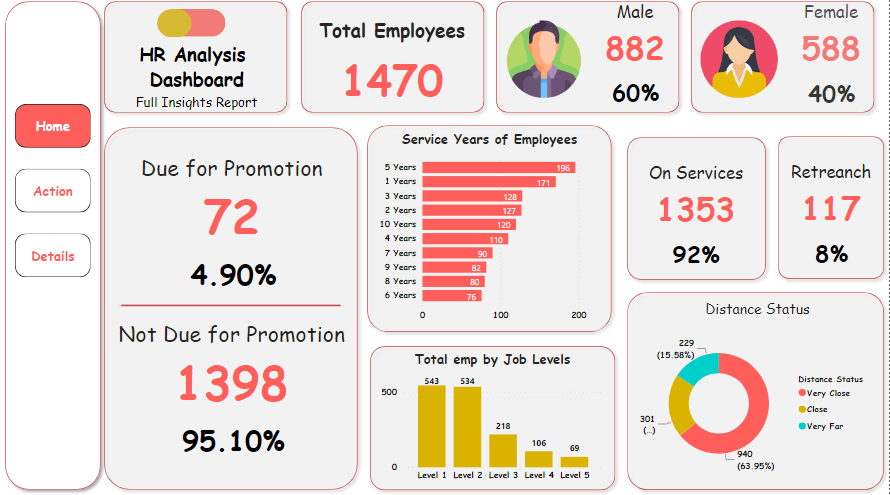 HR Analysis
Dashboard
Full Insights Report
Total Employees
1470
Male
882
60%
Female
588
40%
Home
Action
Details
Due for Promotion
72
4.90%
Not Due for Promotion
1398
95.10%
Service Years of Employees
5 Years 196
1 Years 171
3 Years 128
2 Years 127
10 Years 120
4 Years 110
7 Years 90
9 Years 82
8 Years 80
6 Years 76
0 100 200
Total emp by Job Levels
500
0
543 534 218 106 69
Level 1 Level 2 Level 3 Level 4 Level 5
On Services
1353
92%
Retreanch
117
8%
Distance Status
229
(15.58%)
301
(...)
940
(63.95%)
Distance Status
Very Close
Close
Very Far